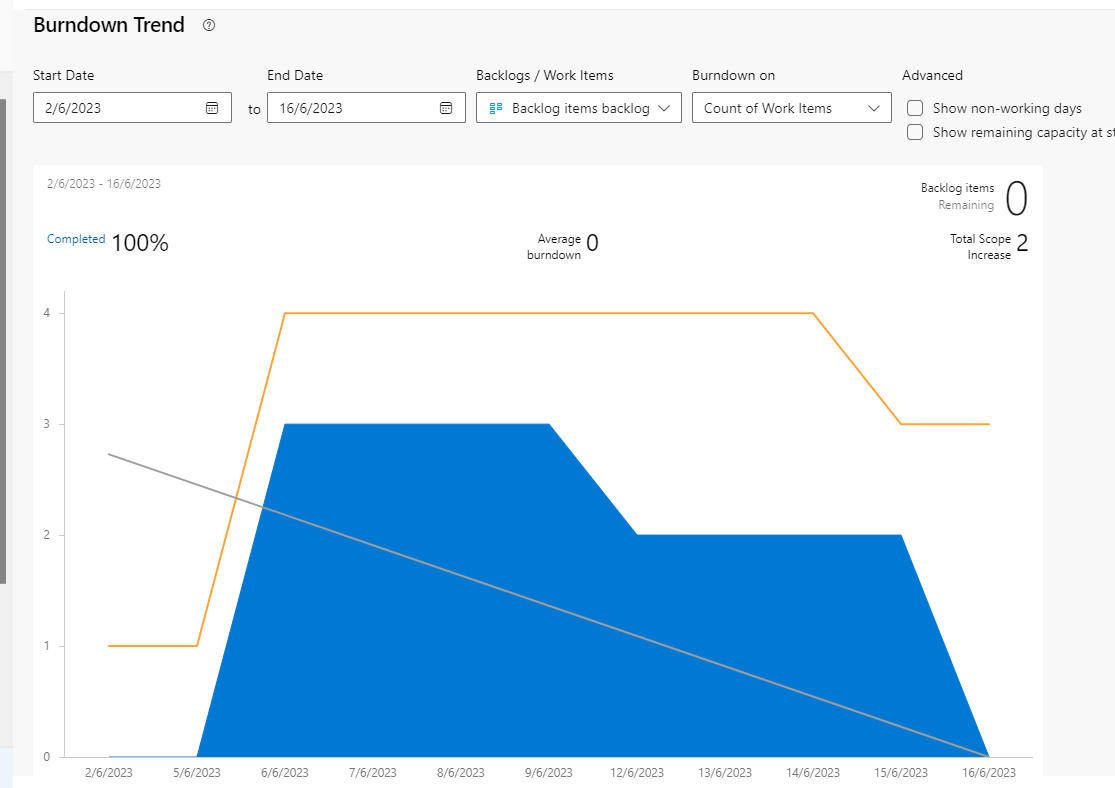 Burndown Trend
Start Date
End Date
Backlogs / Work Items
Burndown on
Advanced
2/6/2023
to
16/6/2023
Backlog items backlog
Count of Work Items
Show non-working days
Show remaining capacity at st
2/6/2023 - 16/6/2023
Backlog items
Remaining
0
Completed 100%
Average
burndown
0
Total Scope
Increase
2
4
3
2
1
0
2/6/2023 5/6/2023 6/6/2023 7/6/2023 8/6/2023 9/6/2023 12/6/2023 13/6/2023 14/6/2023 15/6/2023 16/6/2023